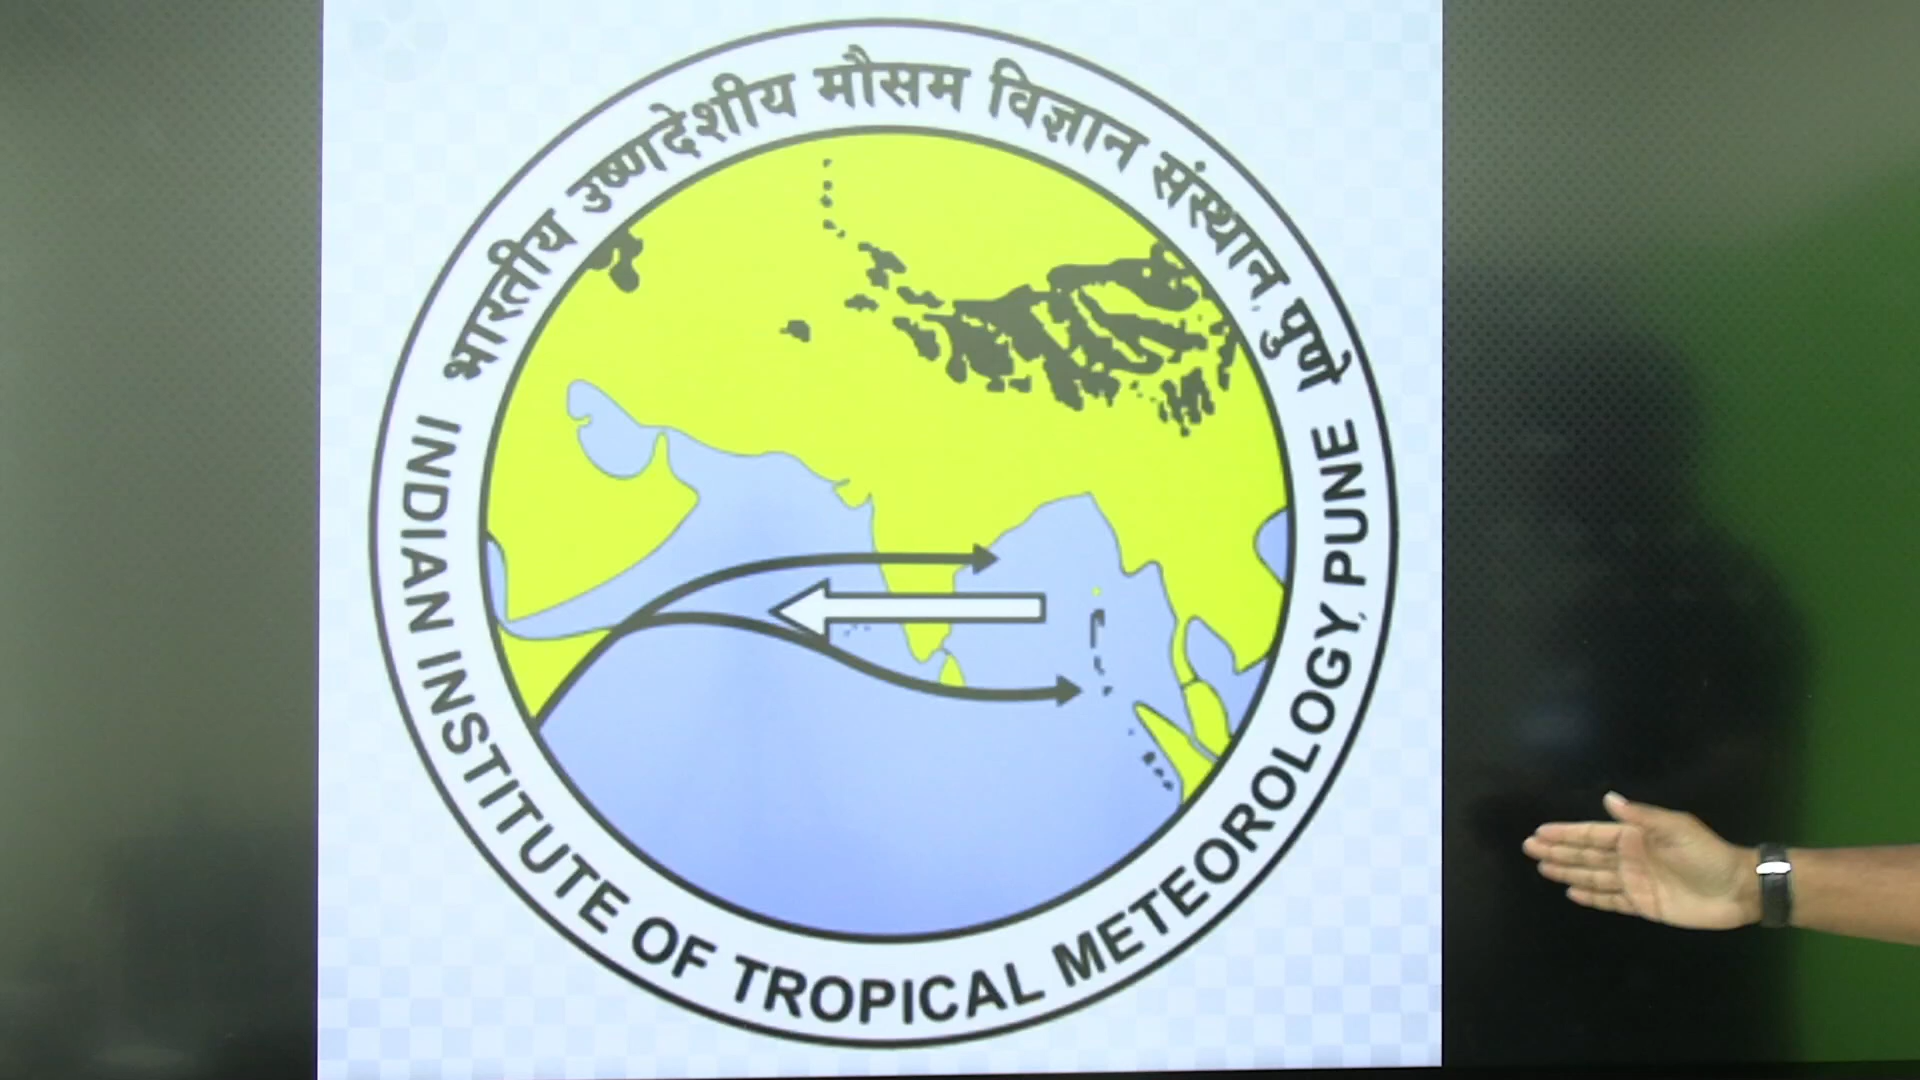 भारतीय उष्णदेशीय मौसम विज्ञान संस्थान, पुणे
INDIAN INSTITUTE OF TROPICAL METEOROLOGY, PUNE